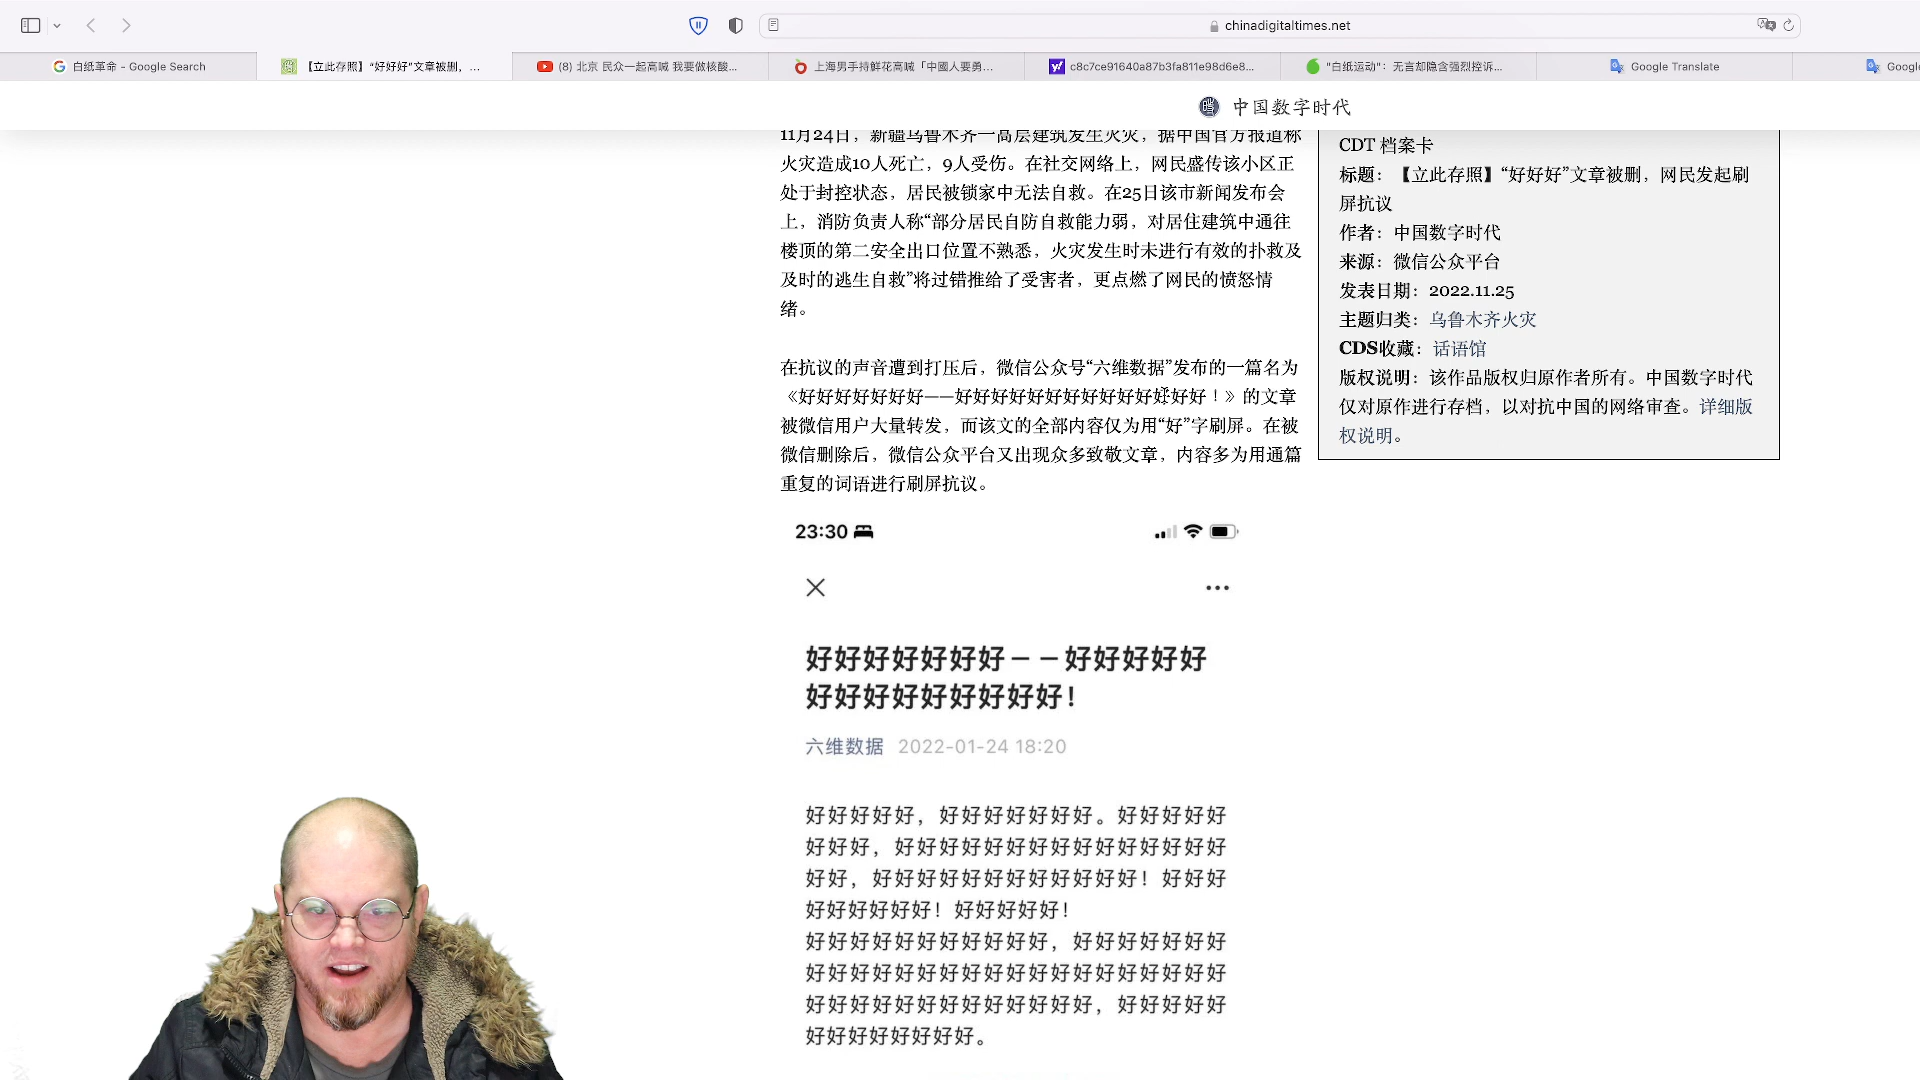 chinadigitaltimes.net
白纸革命 - Google Search
【立此存照】“好好好”文章被删，...
(8) 北京 民众一起高喊 我要做核酸...
上海男手持鮮花高喊「中國人要勇...
c8c7ce91640a87b3fa811e98d6e8...
“白纸运动”：无言却隐含强烈控诉...
Google Translate
Googl
中国数字时代
11月24日，新疆乌鲁木齐一高层建筑发生火灾，据中国官方报道称
火灾造成10人死亡，9人受伤。在社交网络上，网民盛传该小区正
处于封控状态，居民被锁家中无法自救。在25日该市新闻发布会
上，消防负责人称“部分居民自防自救能力弱，对居住建筑中通往
楼顶的第二安全出口位置不熟悉，火灾发生时未进行有效的扑救及
及时的逃生自救”将过错推给了受害者，更点燃了网民的愤怒情
绪。
在抗议的声音遭到打压后，微信公众号“六维数据”发布的一篇名为
《好好好好好好好——好好好好好好好好好好好好好好！》的文章
被微信用户大量转发，而该文的全部内容仅为用“好”字刷屏。在被
微信删除后，微信公众平台又出现众多致敬文章，内容多为用通篇
重复的词语进行刷屏抗议。
CDT 档案卡
标题：【立此存照】“好好好”文章被删，网民发起刷
屏抗议
作者：中国数字时代
来源：微信公众平台
发表日期：2022.11.25
主题归类：乌鲁木齐火灾
CDS收藏：话语馆
版权说明：该作品版权归原作者所有。中国数字时代
仅对原作进行存档，以对抗中国的网络审查。详细版
权说明。
23:30
好好好好好好好－－好好好好好
好好好好好好好好好！
六维数据 2022-01-24 18:20
好好好好好，好好好好好好好。好好好好好
好好好，好好好好好好好好好好好好好好好
好好，好好好好好好好好好好好好！好好好
好好好好好好！好好好好好！
好好好好好好好好好好好，好好好好好好好
好好好好好好好好好好好好好好好好好好好
好好好好好好好好好好好好好，好好好好好
好好好好好好好好。